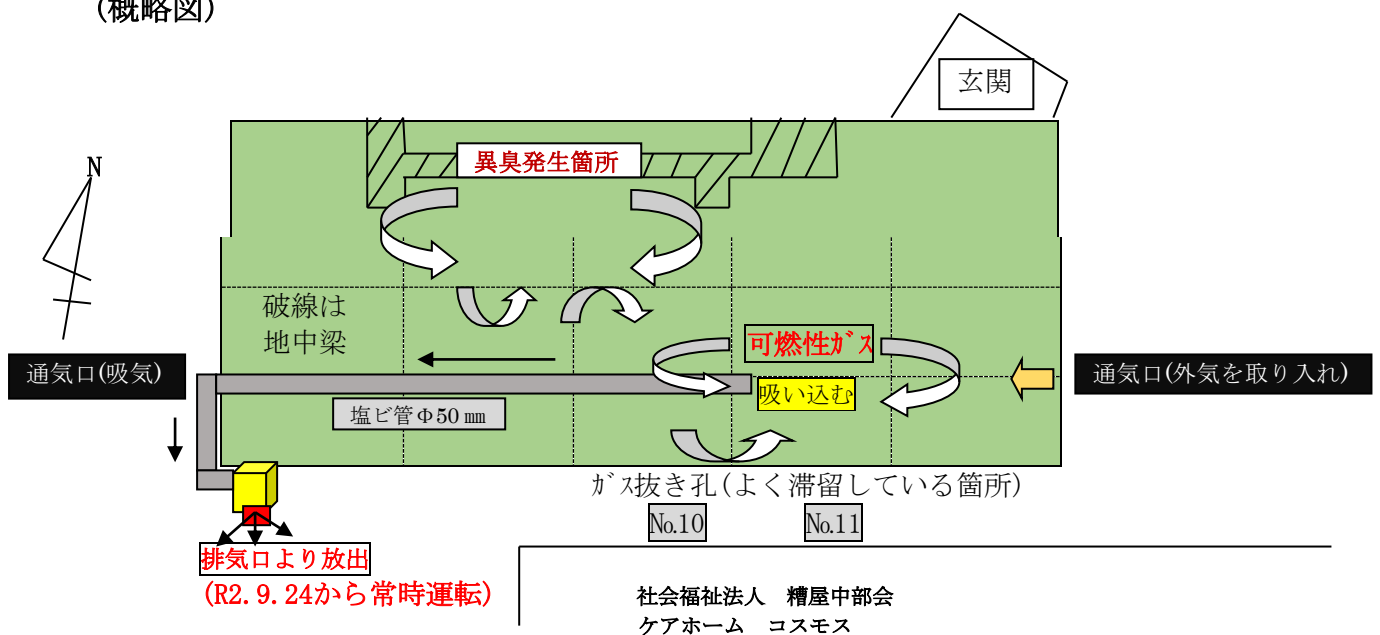 (概略図)
玄関
N
異臭発生箇所
破線は
地中梁
可燃性ガス
通気口(吸気)
通気口(外気を取り入れ)
吸い込む
塩ビ管Φ50㎜
ガス抜き孔(よく滞留している箇所)
№10
№11
排気口より放出
(R2.9.24から常時運転)
社会福祉法人　糟屋中部会
ケアホーム　コスモス